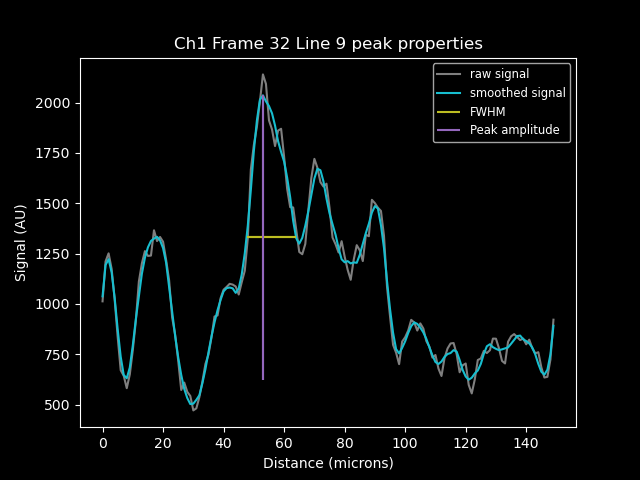 Ch1 Frame 32 Line 9 peak properties
raw signal
smoothed signal
FWHM
Peak amplitude
Signal (AU)
2000
1750
1500
1250
1000
750
500
0 20 40 60 80 100 120 140
Distance (microns)